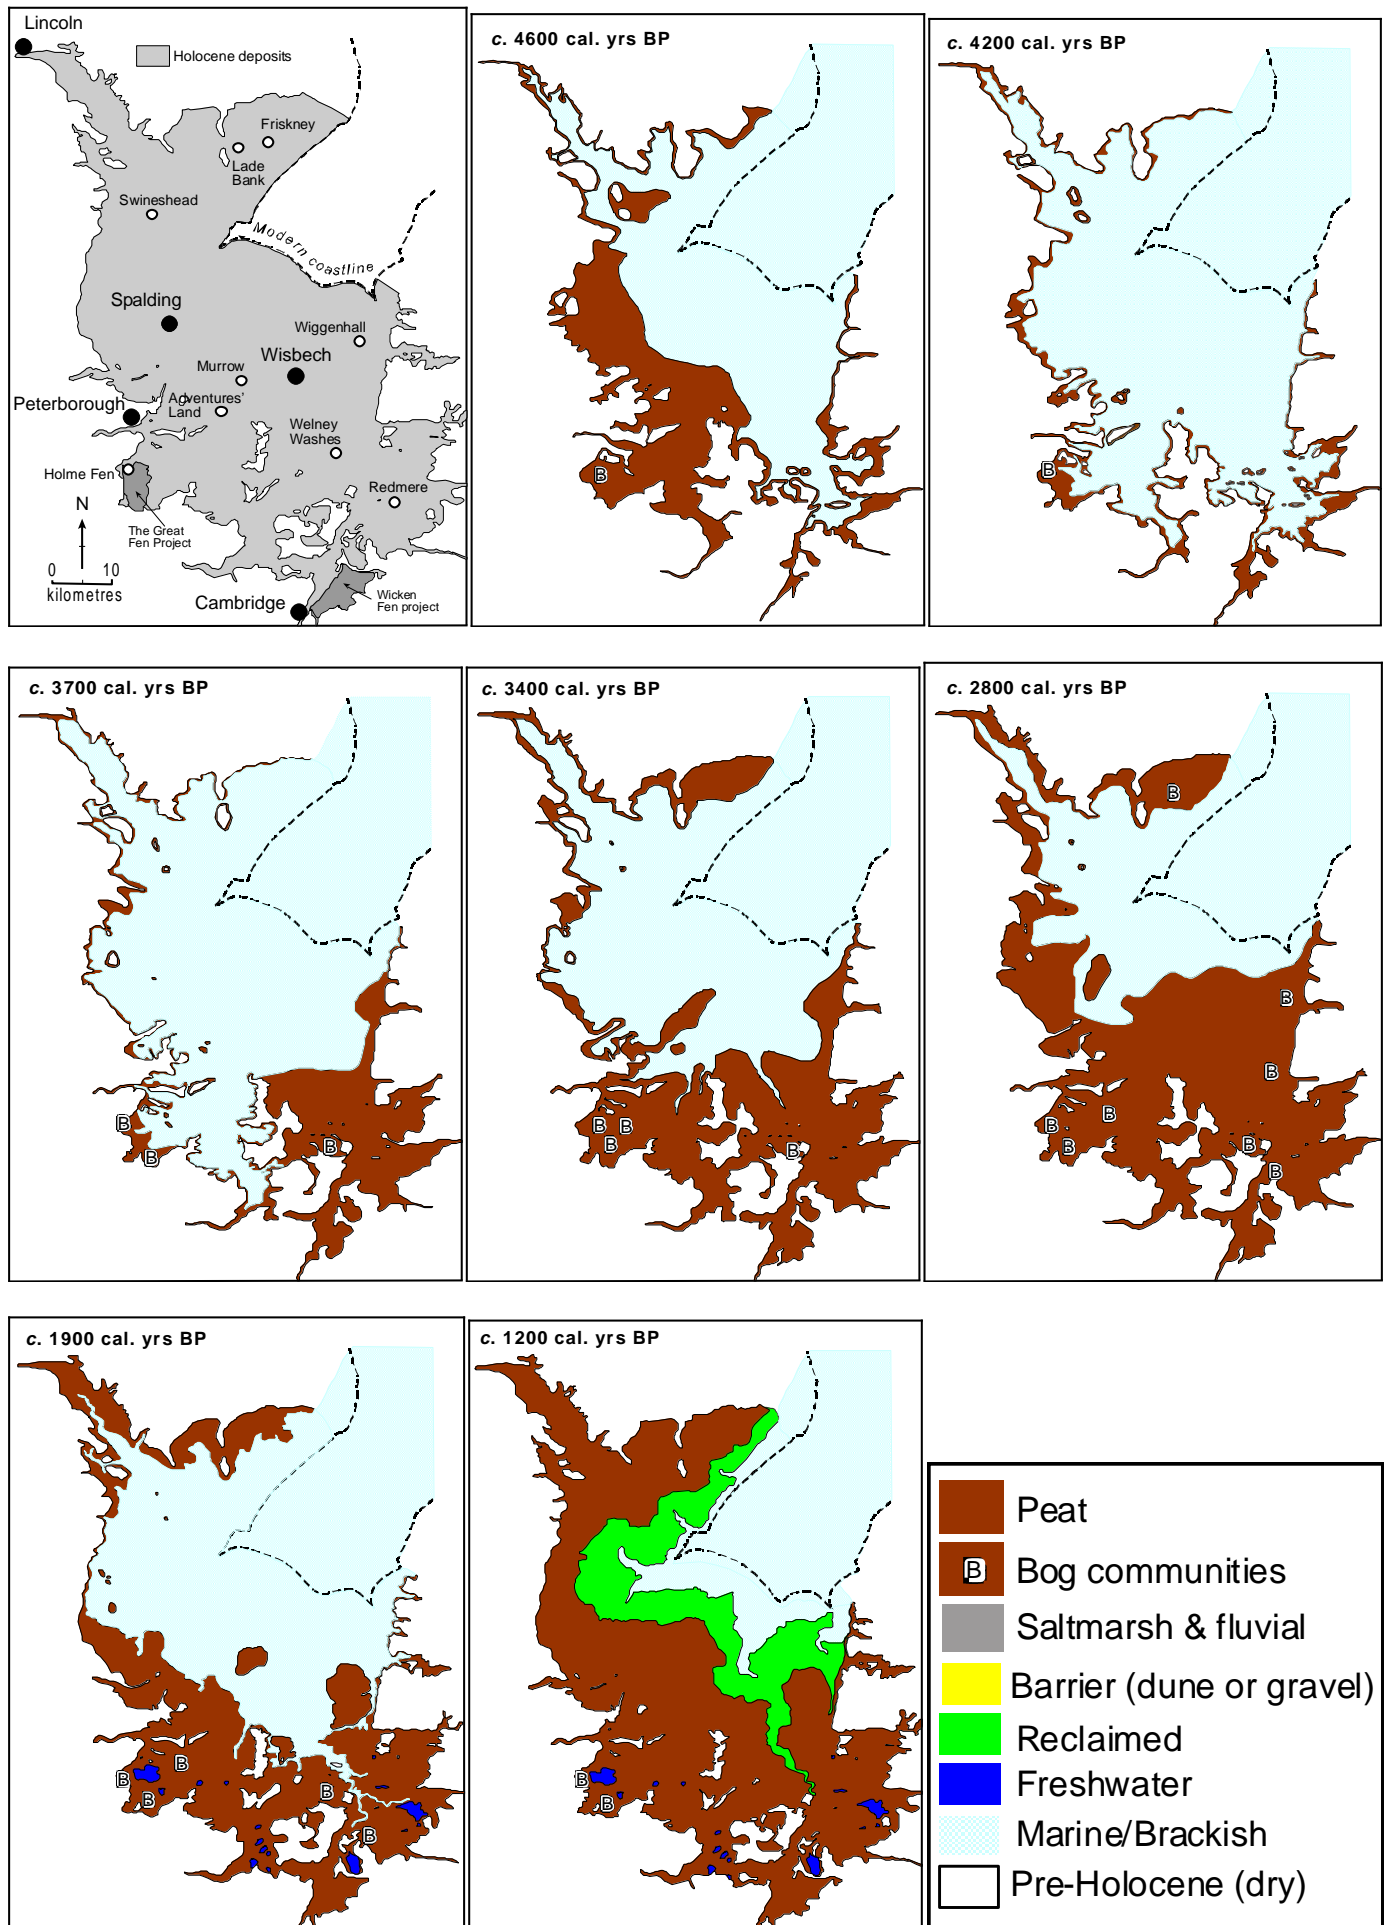 Lincoln
Holocene deposits
Friskney
Lade
Bank
Swineshead
Modern coastline
Spalding
Wiggenhall
Wisbech
Murrow
Peterborough
Adventures'
Land
Welney
Washes
Holme Fen
Redmere
N
The Great
Fen Project
0 10
kilometres
Wicken
Fen project
Cambridge
c. 4600 cal. yrs BP
B
c. 4200 cal. yrs BP
B
c. 3700 cal. yrs BP
B
B
B
c. 3400 cal. yrs BP
B B
B
B
c. 2800 cal. yrs BP
B
B
B
B
B
B
B
B
c. 1900 cal. yrs BP
B
B
B
B
B
c. 1200 cal. yrs BP
B
B
Peat
B Bog communities
Saltmarsh & fluvial
Barrier (dune or gravel)
Reclaimed
Freshwater
Marine/Brackish
Pre-Holocene (dry)